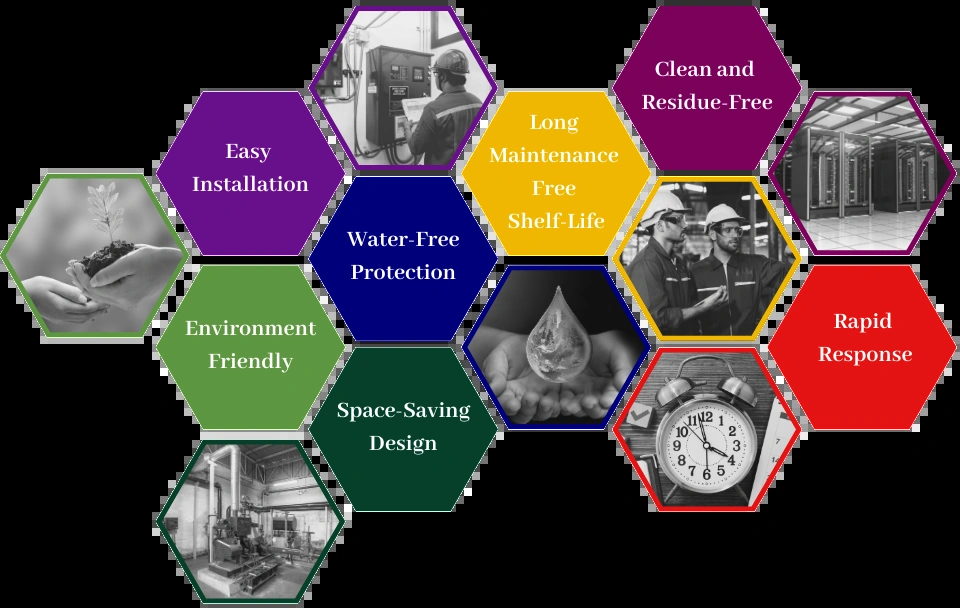 Clean and
Residue-Free
Easy
Installation
Long
Maintenance
Free
Shelf-Life
Water-Free
Protection
Environment
Friendly
Rapid
Response
Space-Saving
Design
11 12 1
10 2
9 3
8 4
7 6 5
7